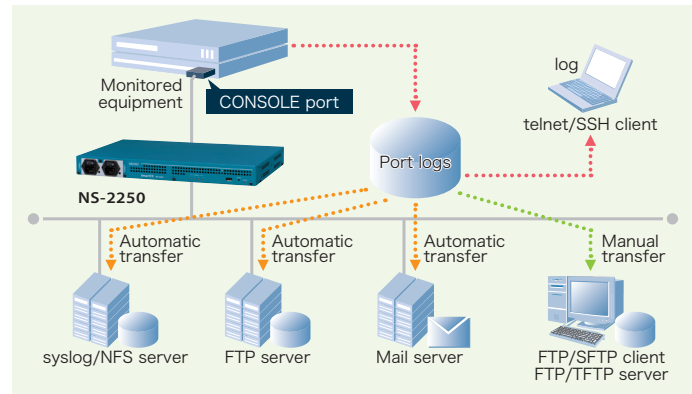 Monitored
equipment
CONSOLE port
log
telnet/SSH client
Port logs
NS-2250
Automatic
transfer
Automatic
transfer
Automatic
transfer
Manual
transfer
syslog/NFS server
FTP server
Mail server
FTP/SFTP client
FTP/TFTP server